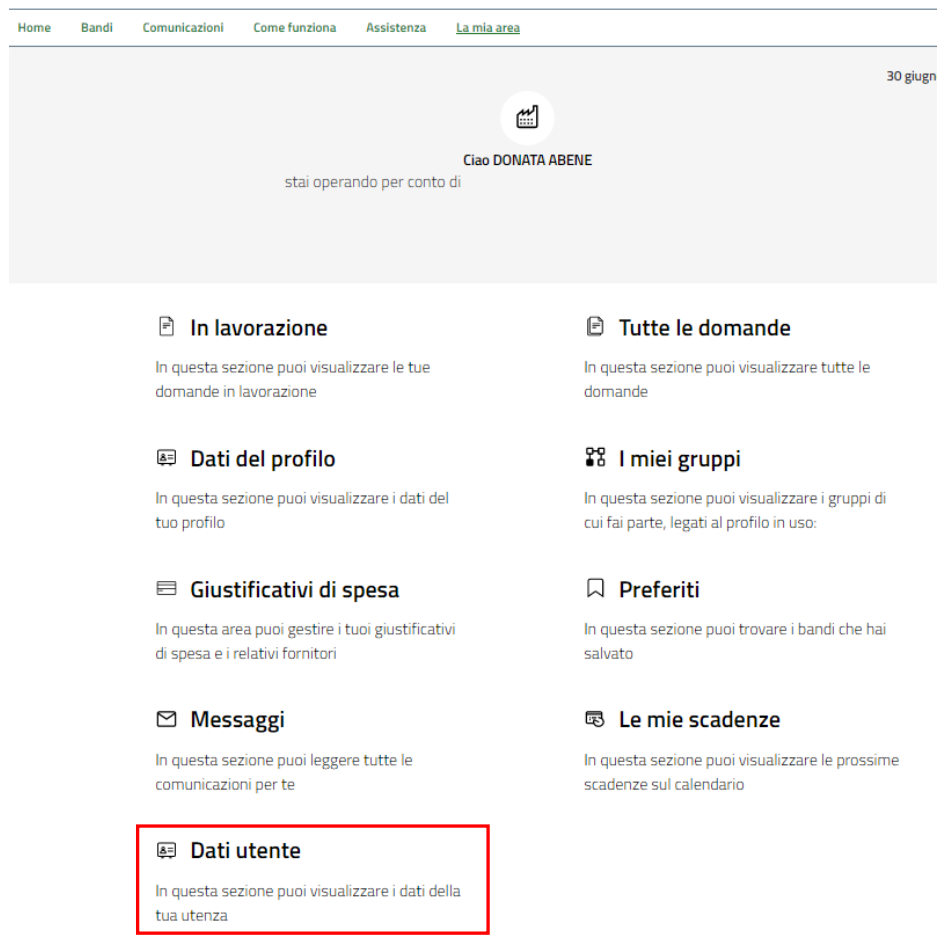 Home Bandi Comunicazioni Come funziona Assistenza La mia area
30 giugn
Ciao DONATA ABENE
stai operando per conto di
In lavorazione
In questa sezione puoi visualizzare le tue
domande in lavorazione
Tutte le domande
In questa sezione puoi visualizzare tutte le
domande
Dati del profilo
In questa sezione puoi visualizzare i dati del
tuo profilo
I miei gruppi
In questa sezione puoi visualizzare i gruppi di
cui fai parte, legati al profilo in uso:
Giustificativi di spesa
In questa area puoi gestire i tuoi giustificativi
di spesa e i relativi fornitori
Preferiti
In questa sezione puoi trovare i bandi che hai
salvato
Messaggi
In questa sezione puoi leggere tutte le
comunicazioni per te
Le mie scadenze
In questa sezione puoi visualizzare le prossime
scadenze sul calendario
Dati utente
In questa sezione puoi visualizzare i dati della
tua utenza